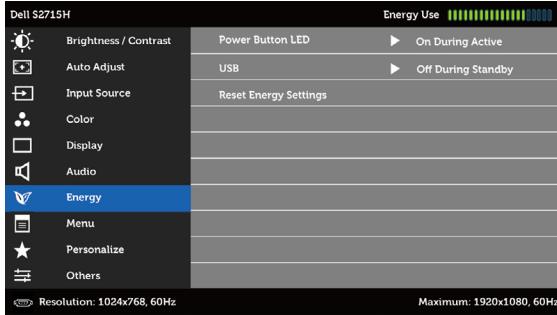 Dell S2715H Energy Use
Brightness / Contrast Power Button LED On During Active
Auto Adjust USB Off During Standby
Input Source Reset Energy Settings
Color
Display
Audio
Energy
Menu
Personalize
Others
Resolution: 1024x768, 60Hz Maximum: 1920x1080, 60Hz